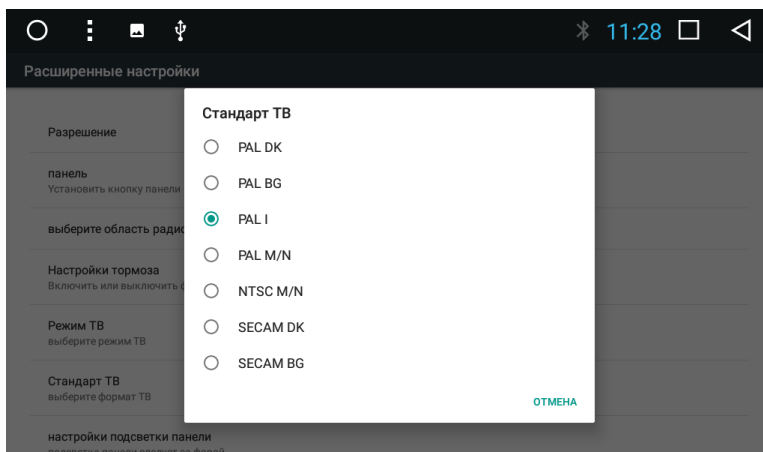 11:28
Расширенные настройки
Стандарт ТВ
PAL DK
PAL BG
PAL I
PAL M/N
NTSC M/N
SECAM DK
SECAM BG
ОТМЕНА
Разрешение
панель
Установить кнопку панели
выберите область радио
Настройки тормоза
Включить или выключить
Режим ТВ
выберите режим ТВ
Стандарт ТВ
выберите формат ТВ
настройки подсветки панели